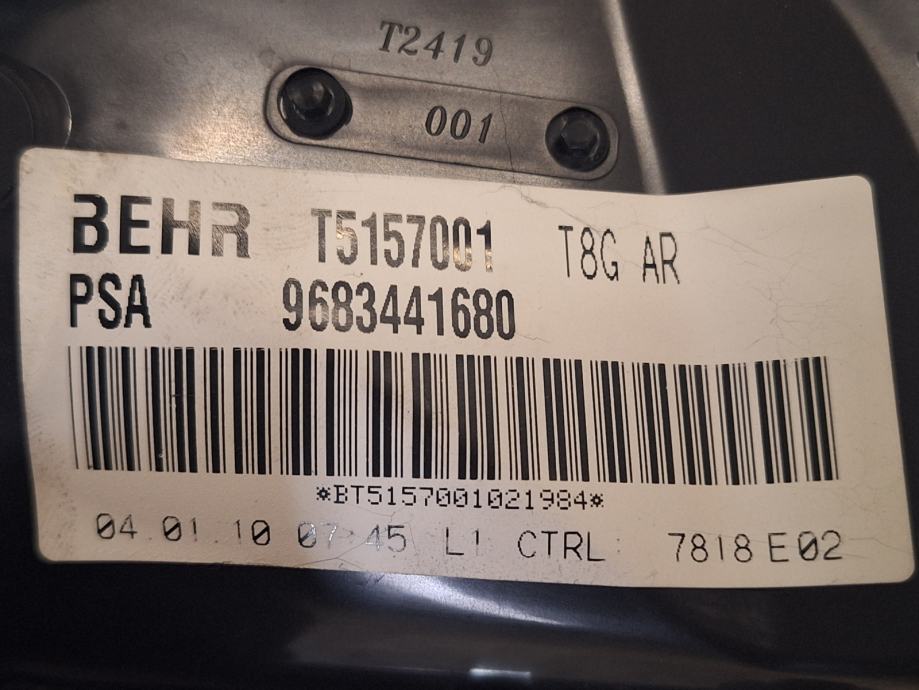 T2419
001
BEHR T5157001 T8G AR
PSA 9683441680
*BT5157001021984*
04.01.10 07:45 L1 CTRL: 7818 E02